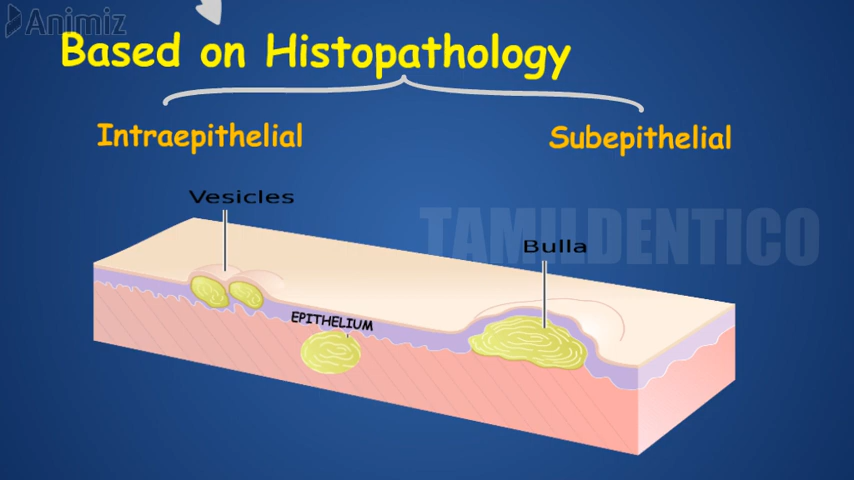 Animiz
Based on Histopathology
Intraepithelial
Subepithelial
Vesicles
TAMILDENTICO
Bulla
EPITHELIUM